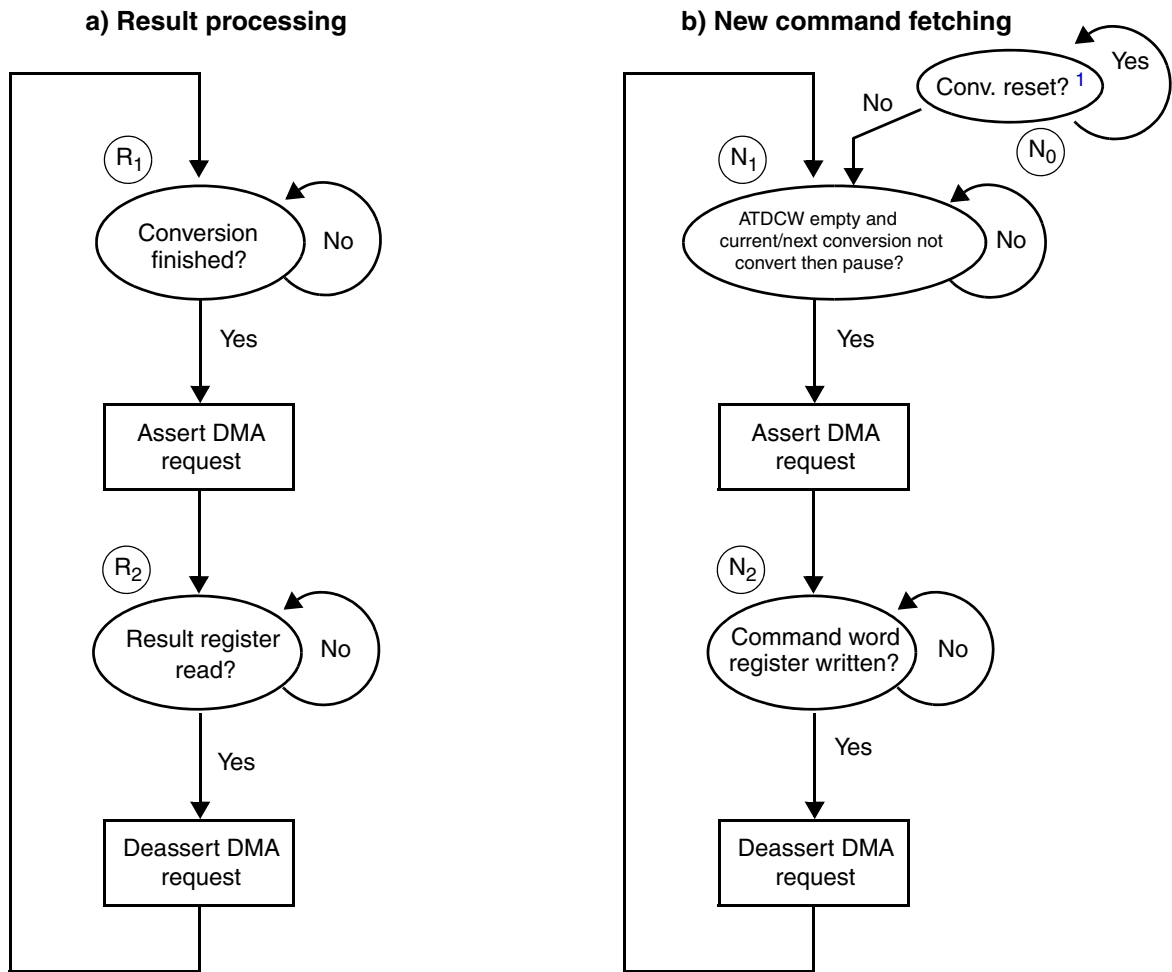 a) Result processing
R1
Conversion
finished?
No
Yes
Assert DMA
request
R2
Result register
read?
No
Yes
Deassert DMA
request
b) New command fetching
Conv. reset? 1
Yes
No
N0
N1
ATDCW empty and
current/next conversion not
convert then pause?
No
Yes
Assert DMA
request
N2
Command word
register written?
No
Yes
Deassert DMA
request